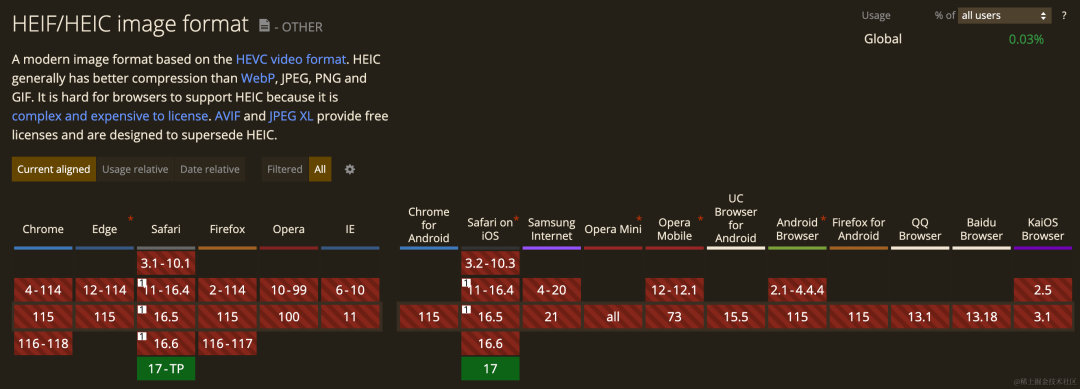 HEIF/HEIC image format - OTHER
Usage % of all users ?
Global 0.03%
A modern image format based on the HEVC video format. HEIC
generally has better compression than WebP, JPEG, PNG and
GIF. It is hard for browsers to support HEIC because it is
complex and expensive to license. AVIF and JPEG XL provide free
licenses and are designed to supersede HEIC.
Current aligned Usage relative Date relative Filtered All
Chrome Edge * Safari Firefox Opera IE Chrome for Android Safari on iOS * Samsung Internet Opera Mini * Opera Mobile * UC Browser for Android Android Browser * Firefox for Android QQ Browser Baidu Browser KaiOS Browser
3.1-10.1 3.2-10.3
4-114 12-114 1 11-16.4 2-114 10-99 6-10 1 11-16.4 4-20 12-12.1 2.1-4.4.4 2.5
115 115 1 16.5 115 100 11 115 1 16.5 21 all 73 15.5 115 115 13.1 13.18 3.1
116-118 1 16.6 116-117 16.6
17-TP 17
@稀土掘金技术社区